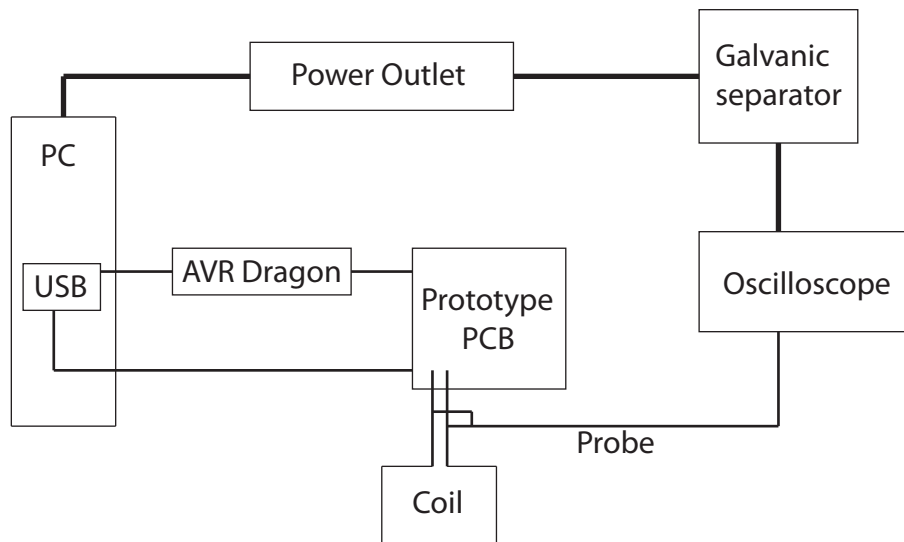 Power Outlet
Galvanic
separator
PC
USB
AVR Dragon
Prototype
PCB
Oscilloscope
Probe
Coil